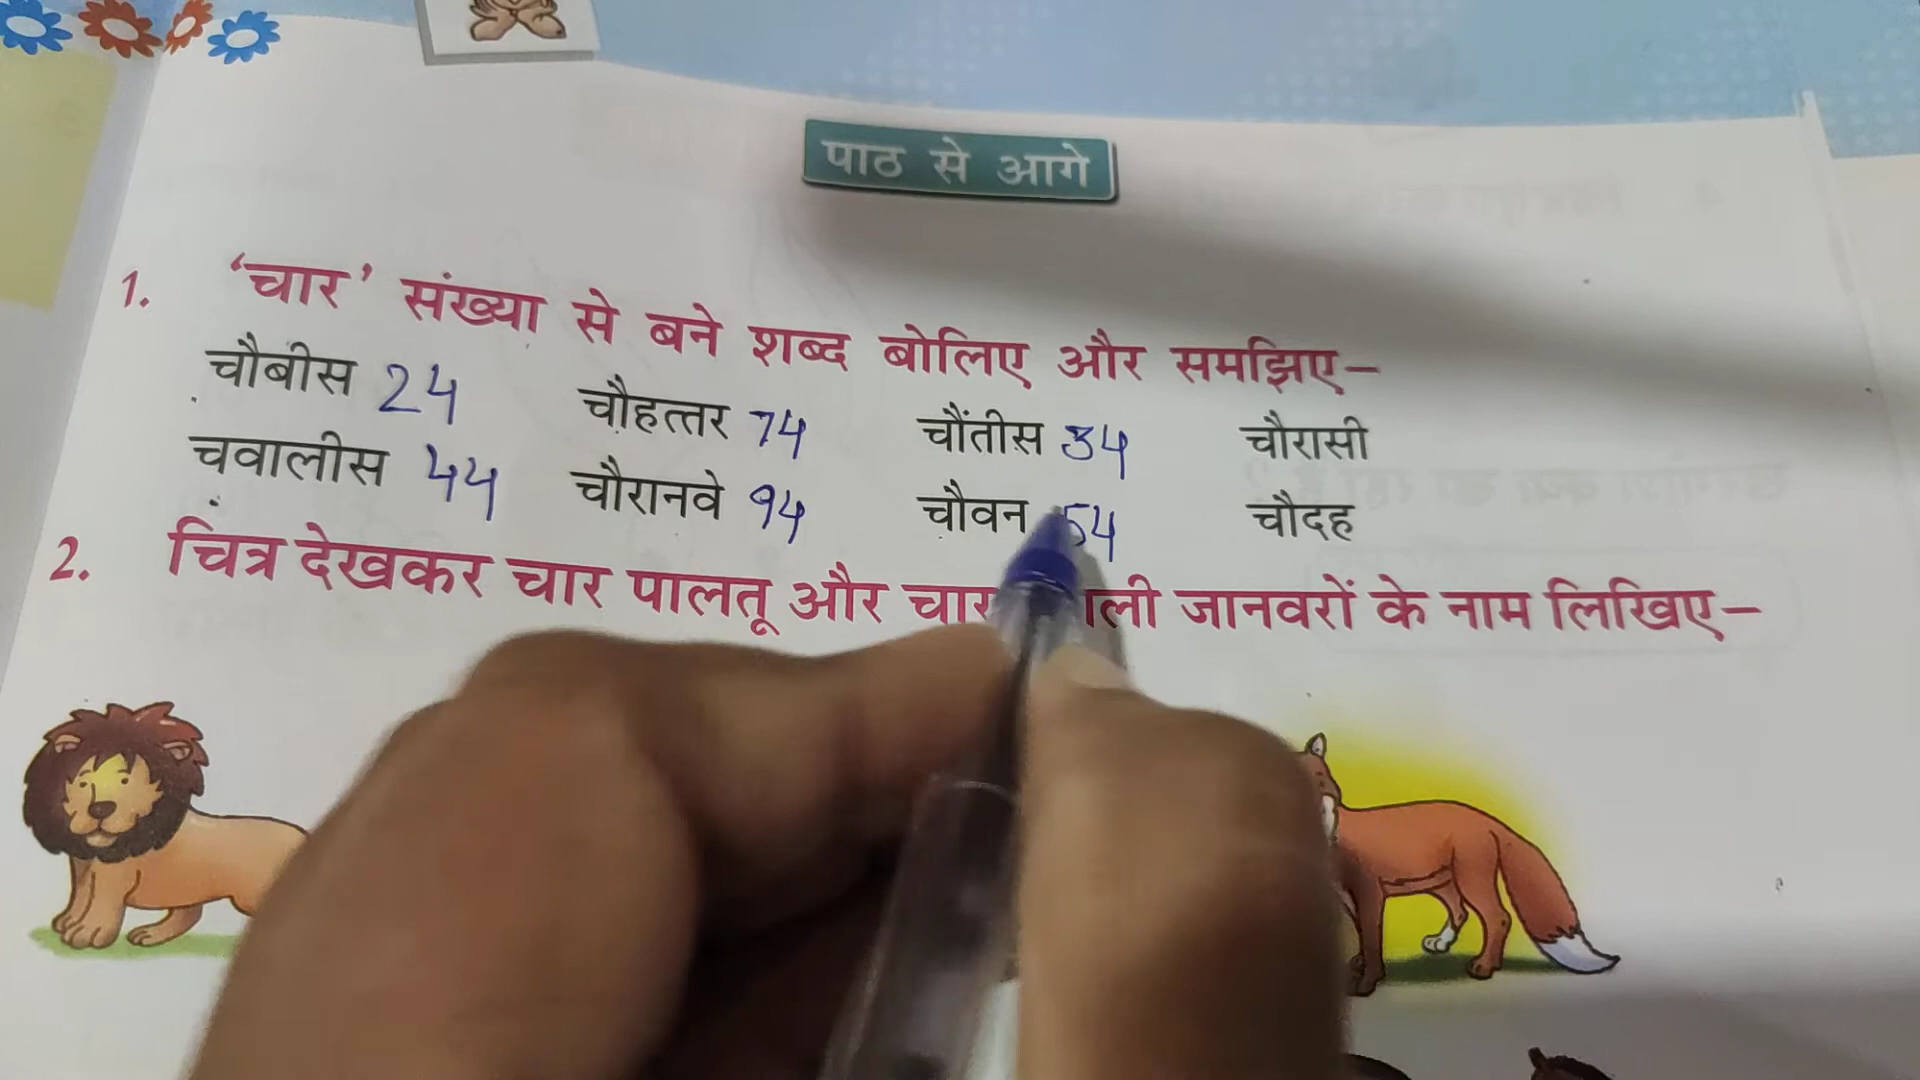 पाठ से आगे
1. ‘चार’ संख्या से बने शब्द बोलिए और समझिए–
चौबीस 24 चौहत्तर 74 चौंतीस 34 चौरासी
चवालीस 44 चौरानवे 94 चौवन 54 चौदह
2. चित्र देखकर चार पालतू और चार जानवरों के नाम लिखिए–